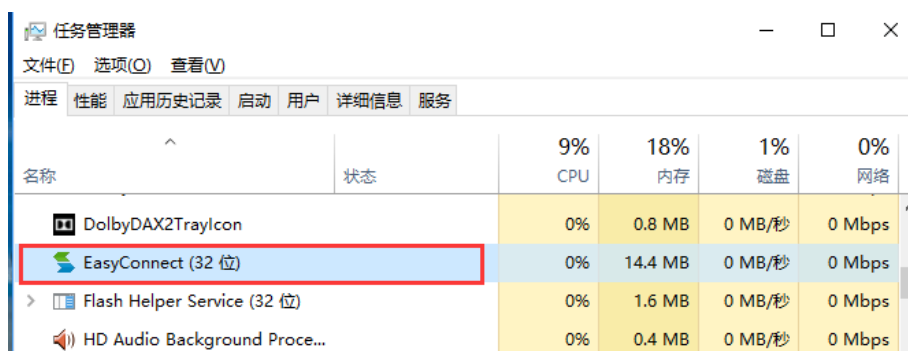 任务管理器
文件(F) 选项(O) 查看(V)
进程 性能 应用历史记录 启动 用户 详细信息 服务
9% 18% 1% 0%
名称 状态 CPU 内存 磁盘 网络
DolbyDAX2TrayIcon 0% 0.8 MB 0 MB/秒 0 Mbps
EasyConnect (32 位) 0% 14.4 MB 0 MB/秒 0 Mbps
Flash Helper Service (32 位) 0% 1.6 MB 0 MB/秒 0 Mbps
HD Audio Background Proce... 0% 0.4 MB 0 MB/秒 0 Mbps